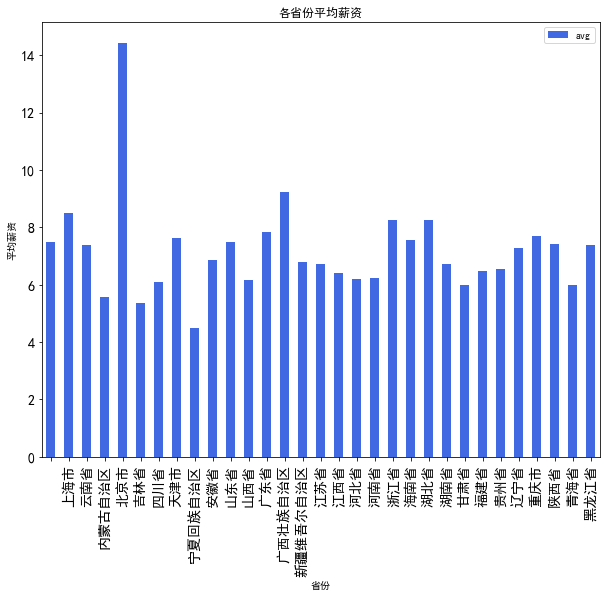 各省份平均薪资
avg
14
12
10
8
6
4
2
0
平均薪资
上海市
云南省
内蒙古自治区
北京市
吉林省
四川省
天津市
宁夏回族自治区
安徽省
山东省
山西省
广东省
广西壮族自治区
新疆维吾尔自治区
江苏省
江西省
河北省
河南省
浙江省
海南省
湖北省
湖南省
甘肃省
福建省
贵州省
辽宁省
重庆市
陕西省
青海省
黑龙江省
省份